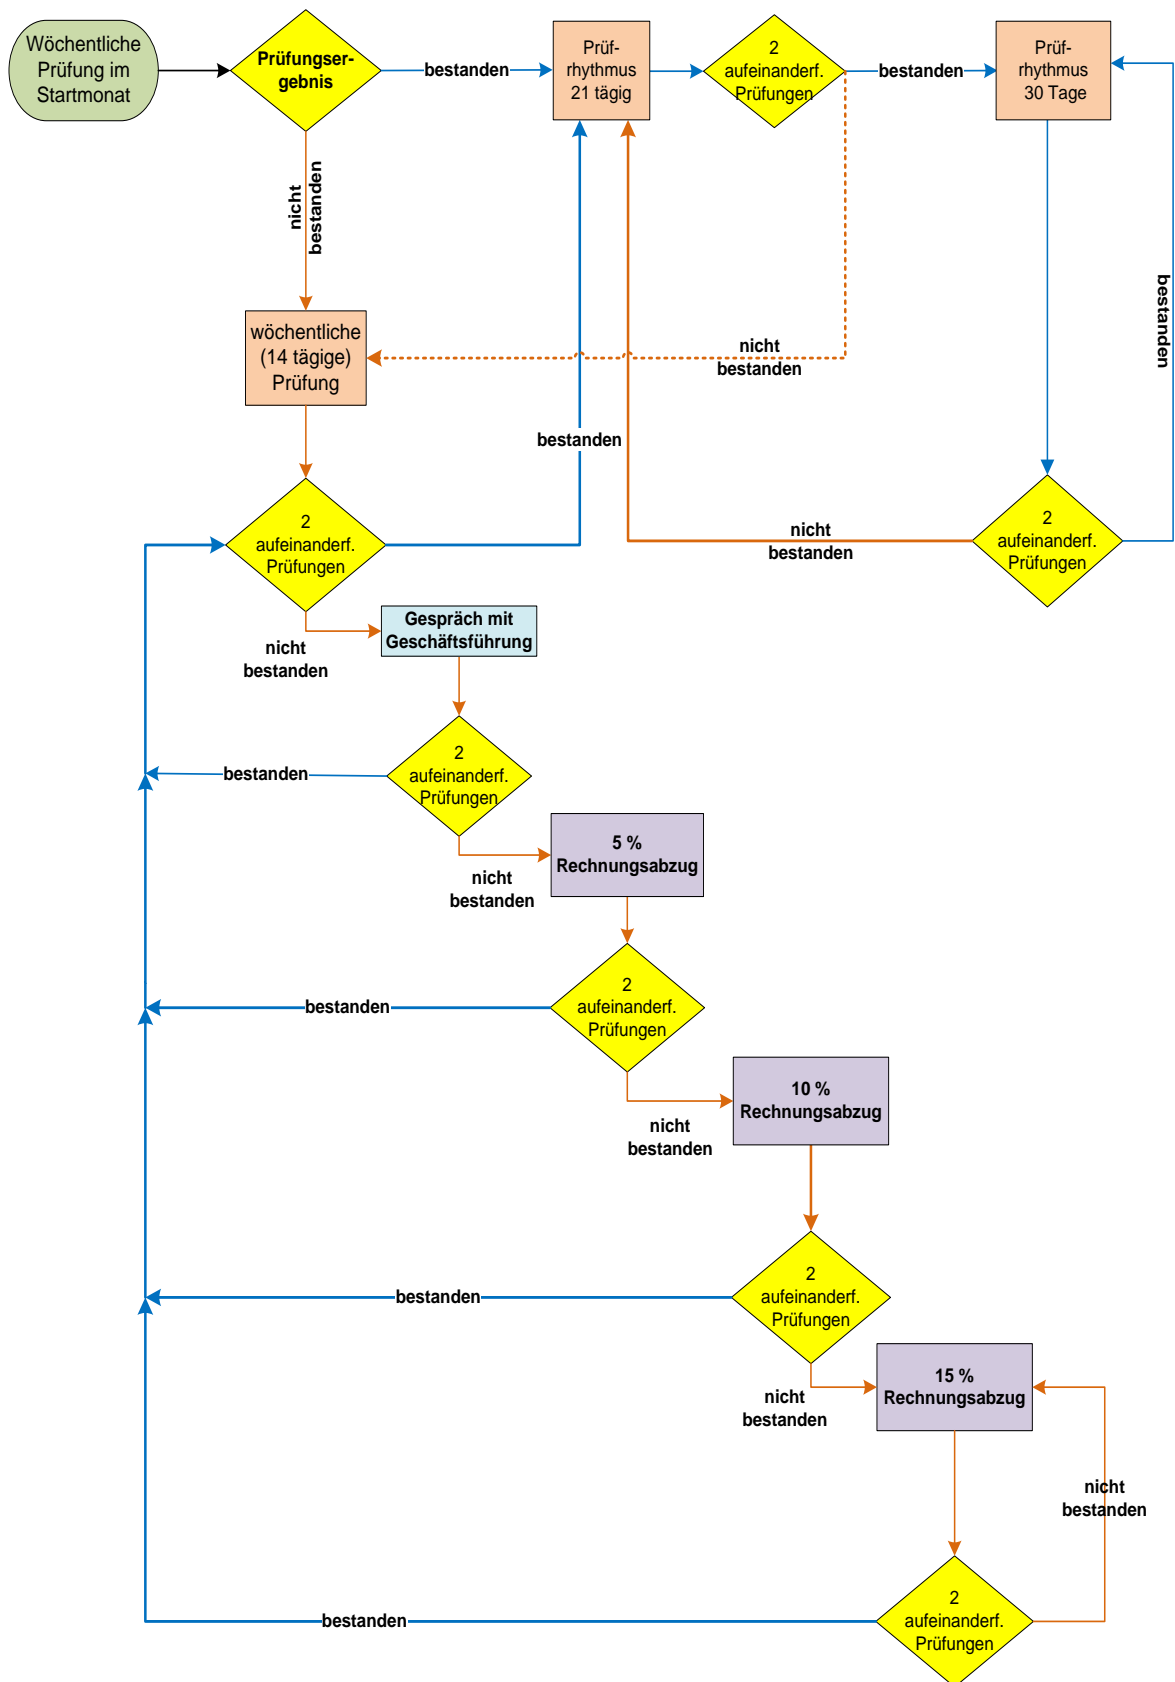 Wöchentliche
Prüfung im
Startmonat
Prüfungser-
gebnis
bestanden
Prüf-
rhythmus
21 tägig
2
aufeinanderf.
Prüfungen
bestanden
Prüf-
rhythmus
30 Tage
nicht
bestanden
bestanden
wöchentliche
(14 tägige)
Prüfung
nicht
bestanden
bestanden
2
aufeinanderf.
Prüfungen
nicht
bestanden
2
aufeinanderf.
Prüfungen
Gespräch mit
Geschäftsführung
nicht
bestanden
2
aufeinanderf.
Prüfungen
bestanden
5 %
Rechnungsabzug
nicht
bestanden
2
aufeinanderf.
Prüfungen
bestanden
10 %
Rechnungsabzug
nicht
bestanden
2
aufeinanderf.
Prüfungen
bestanden
15 %
Rechnungsabzug
nicht
bestanden
nicht
bestanden
2
aufeinanderf.
Prüfungen
bestanden